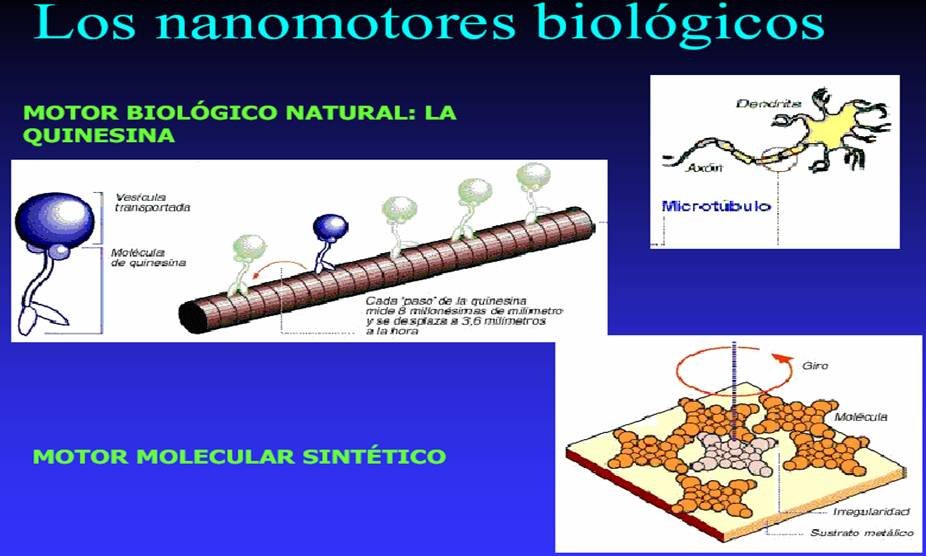 Los nanomotores biológicos
MOTOR BIOLÓGICO NATURAL: LA
QUINESINA
Vesícula
transportada
Molécula
de quinesina
Cada "paso" de la quinesina
mide 8 millonésimas de milímetro
y se desplaza a 3,6 milímetros
a la hora
Dendrita
Axón
Microtúbulo
MOTOR MOLECULAR SINTÉTICO
Giro
Molécula
Irregularidad
Sustrato metálico